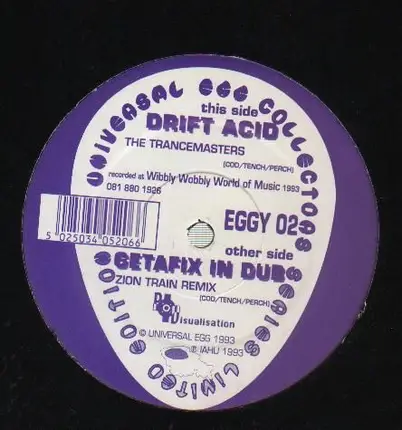 UNIVERSAL EGG COLLECTORS SERIES LIMITED EDITION
this side
DRIFT ACID
THE TRANCEMASTERS
(COD/TENCH/PERCH)
recorded at Wibbly Wobbly World of Music 1993
081 880 1926
EGGY 02
5 025034 052066
other side
GETAFIX IN DUB
ZION TRAIN REMIX
(COD/TENCH/PERCH)
Visualisation
© UNIVERSAL EGG 1993
℗ IAHU 1993